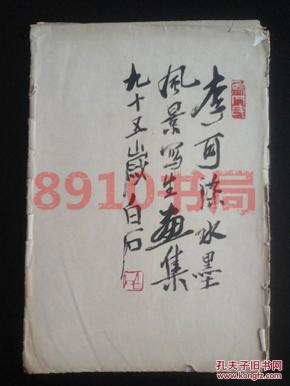 李可染水墨
风景写生画集
九十五岁白石
8910书局
孔夫子旧书网